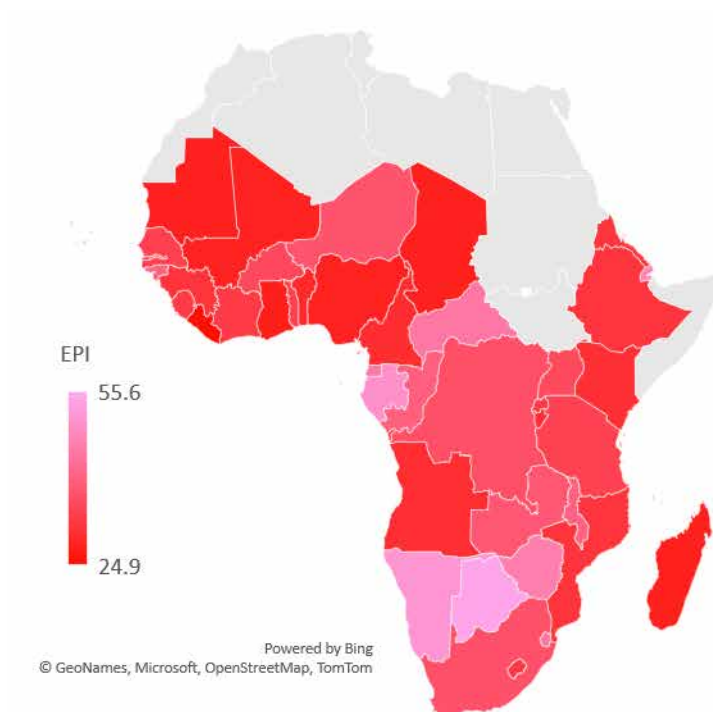 EPI
55.6
24.9
Powered by Bing
© GeoNames, Microsoft, OpenStreetMap, TomTom